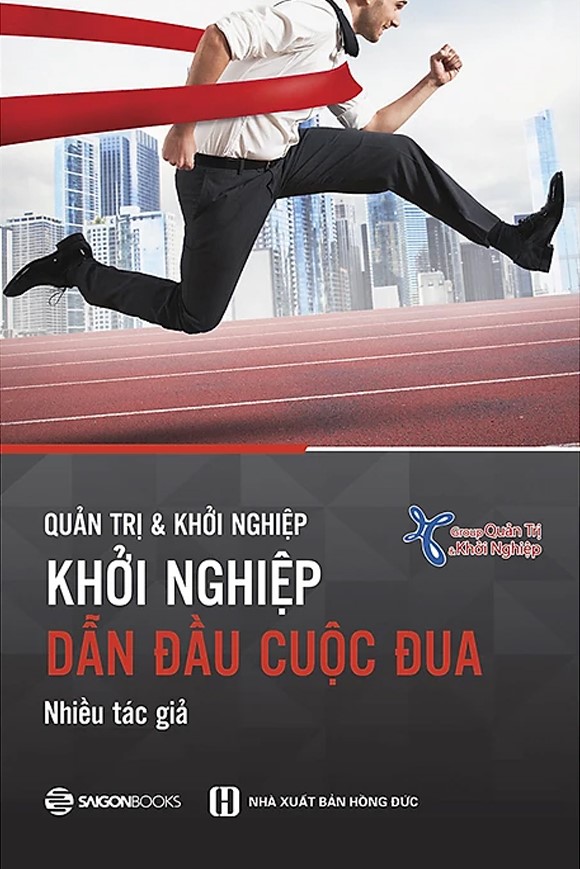 QUẢN TRỊ & KHỞI NGHIỆP
Group Quản Trị
& Khởi Nghiệp
KHỞI NGHIỆP
DẪN ĐẦU CUỘC ĐUA
Nhiều tác giả
SAIGONBOOKS
H NHÀ XUẤT BẢN HỒNG ĐỨC